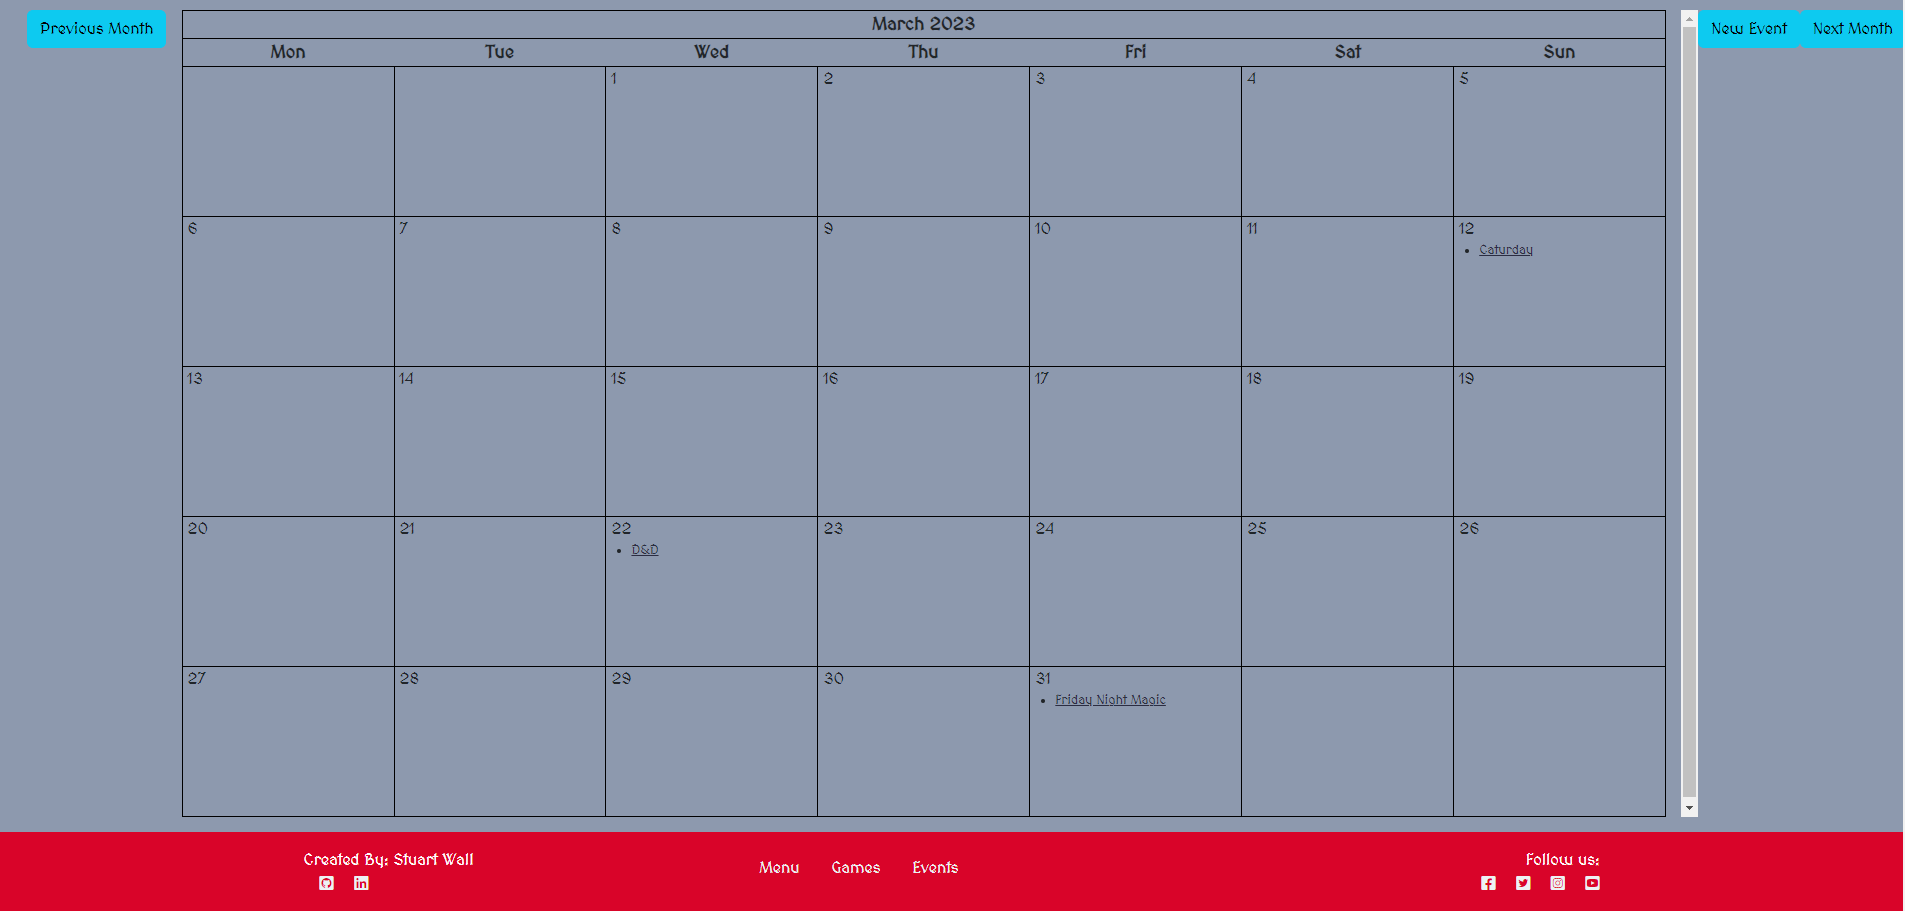 Previous Month
March 2023
New Event Next Month
Mon Tue Wed Thu Fri Sat Sun
1 2 3 4 5
6 7 8 9 10 11 12
Caturday
13 14 15 16 17 18 19
20 21 22 23 24 25 26
D&D
27 28 29 30 31
Friday Night Magic
Created By: Stuart Wall
Menu Games Events
Follow us: